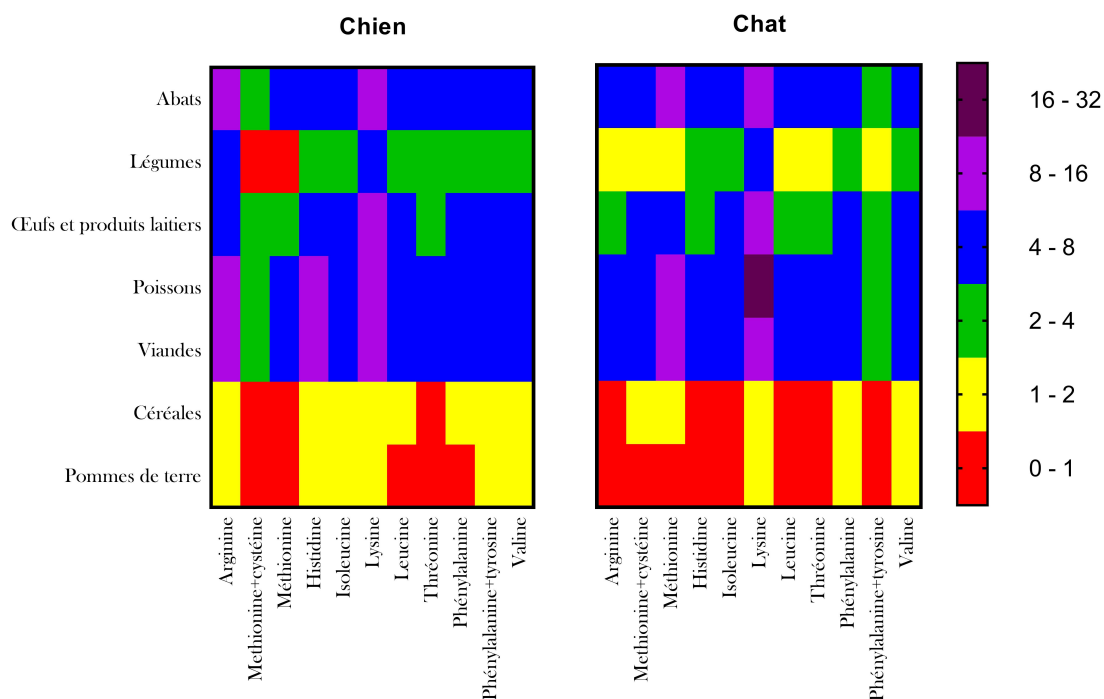 Chien
Chat
Abats
Légumes
Œufs et produits laitiers
Poissons
Viandes
Céréales
Pommes de terre
Arginine
Methionine+cystéine
Méthionine
Histidine
Isoleucine
Lysine
Leucine
Thréonine
Phénylalanine
Phénylalanine+tyrosine
Valine
Arginine
Methionine+cystéine
Méthionine
Histidine
Isoleucine
Lysine
Leucine
Thréonine
Phénylalanine
Phénylalanine+tyrosine
Valine
16 - 32
8 - 16
4 - 8
2 - 4
1 - 2
0 - 1